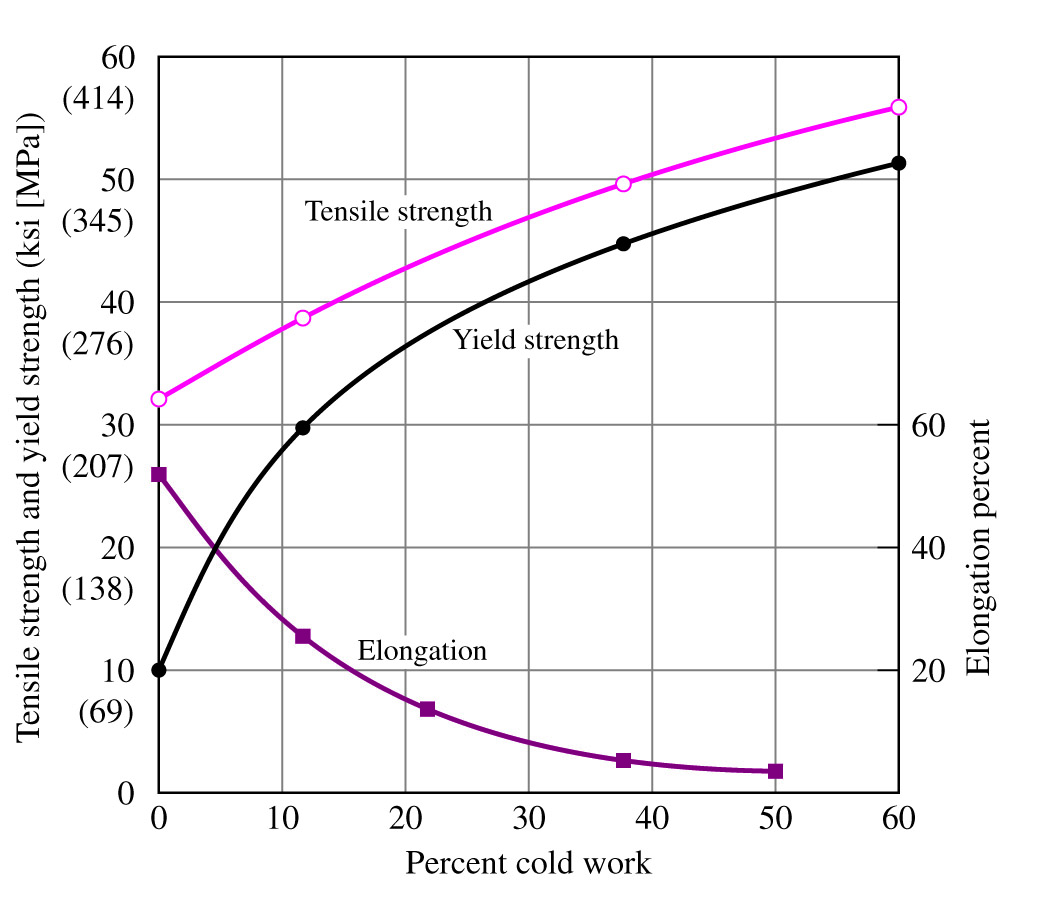 60
(414)
50
(345)
40
(276)
30
(207)
20
(138)
10
(69)
0
Tensile strength and yield strength (ksi [MPa])
Tensile strength
Yield strength
Elongation
60
40
20
Elongation percent
0 10 20 30 40 50 60
Percent cold work